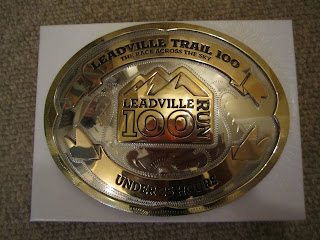 LEADVILLE TRAIL 100
THE RACE ACROSS THE SKY
LEADVILLE
100
RUN
UNDER 25 HOURS